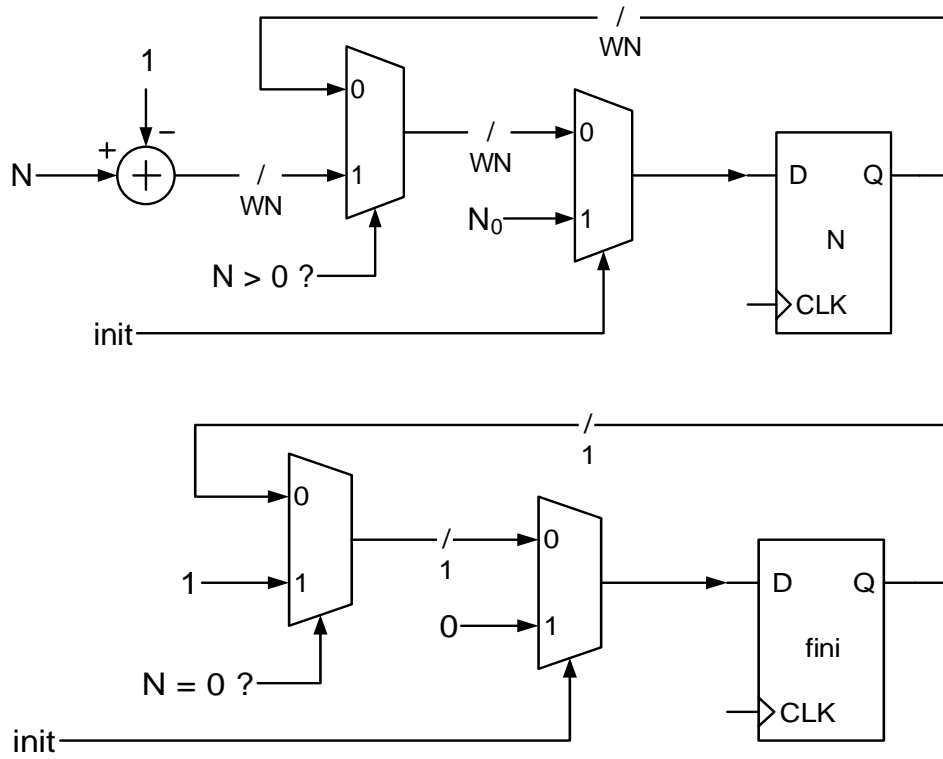 /
WN
1
+ −
0
N
+
/
WN
1
/
WN
0
N₀
1
D Q
N
CLK
N > 0 ?
init
/
1
0
1
1
/
1
0
0
1
D Q
fini
CLK
N = 0 ?
init